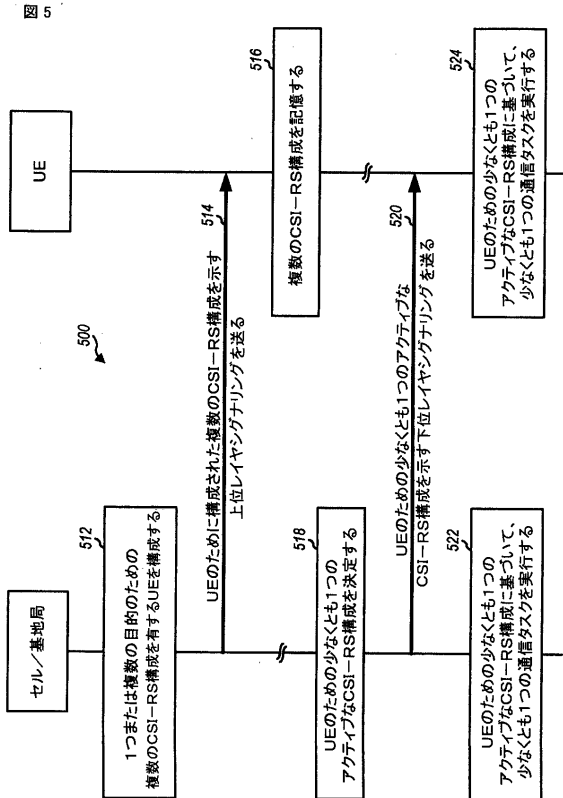 図 5
セル／基地局
UE
500
512
1つまたは複数の目的のための
複数のCSI－RS構成を有するUEを構成する
UEのために構成された複数のCSI－RS構成を示す
514
上位レイヤシグナリングを送る
516
複数のCSI－RS構成を記憶する
518
UEのための少なくとも1つの
アクティブなCSI－RS構成を決定する
UEのための少なくとも1つのアクティブな
520
CSI－RS構成を示す下位レイヤシグナリングを送る
522
UEのための少なくとも1つの
アクティブなCSI－RS構成に基づいて、
少なくとも1つの通信タスクを実行する
524
UEのための少なくとも1つの
アクティブなCSI－RS構成に基づいて、
少なくとも1つの通信タスクを実行する